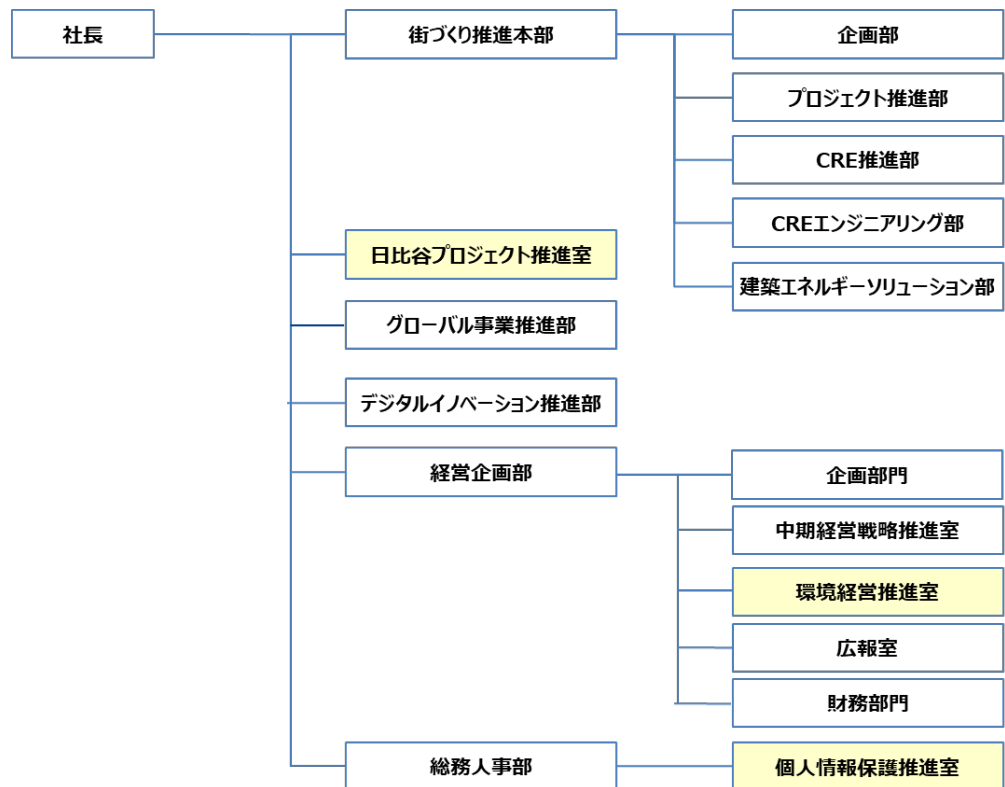 社長
街づくり推進本部
企画部
プロジェクト推進部
CRE推進部
CREエンジニアリング部
建築エネルギーソリューション部
日比谷プロジェクト推進室
グローバル事業推進部
デジタルイノベーション推進部
経営企画部
企画部門
中期経営戦略推進室
環境経営推進室
広報室
財務部門
総務人事部
個人情報保護推進室